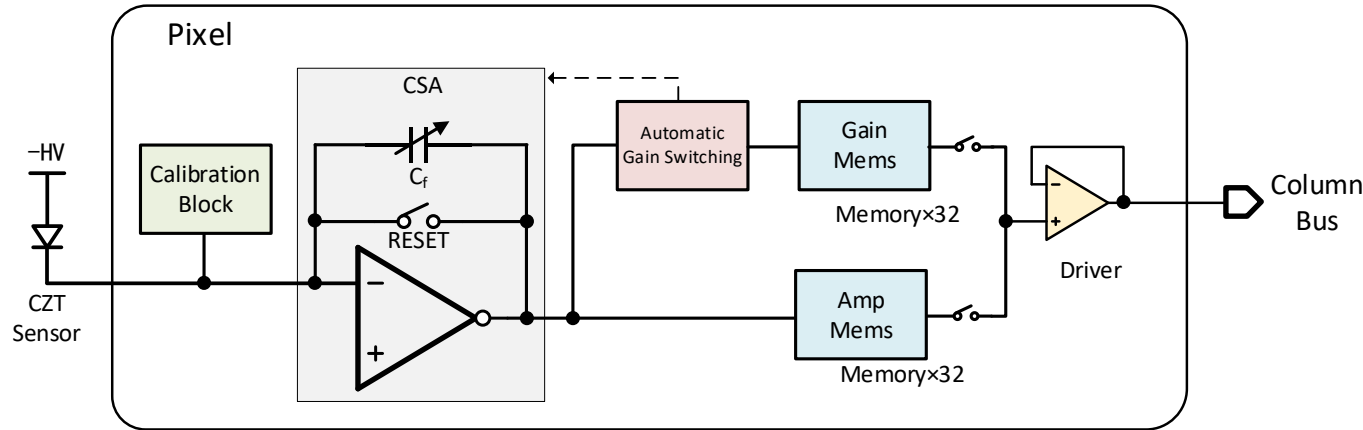 Pixel
CSA
−HV
Calibration
Block
Cf
RESET
−
+
CZT
Sensor
Automatic
Gain Switching
Gain
Mems
Memory×32
Amp
Mems
Memory×32
−
+
Driver
Column
Bus